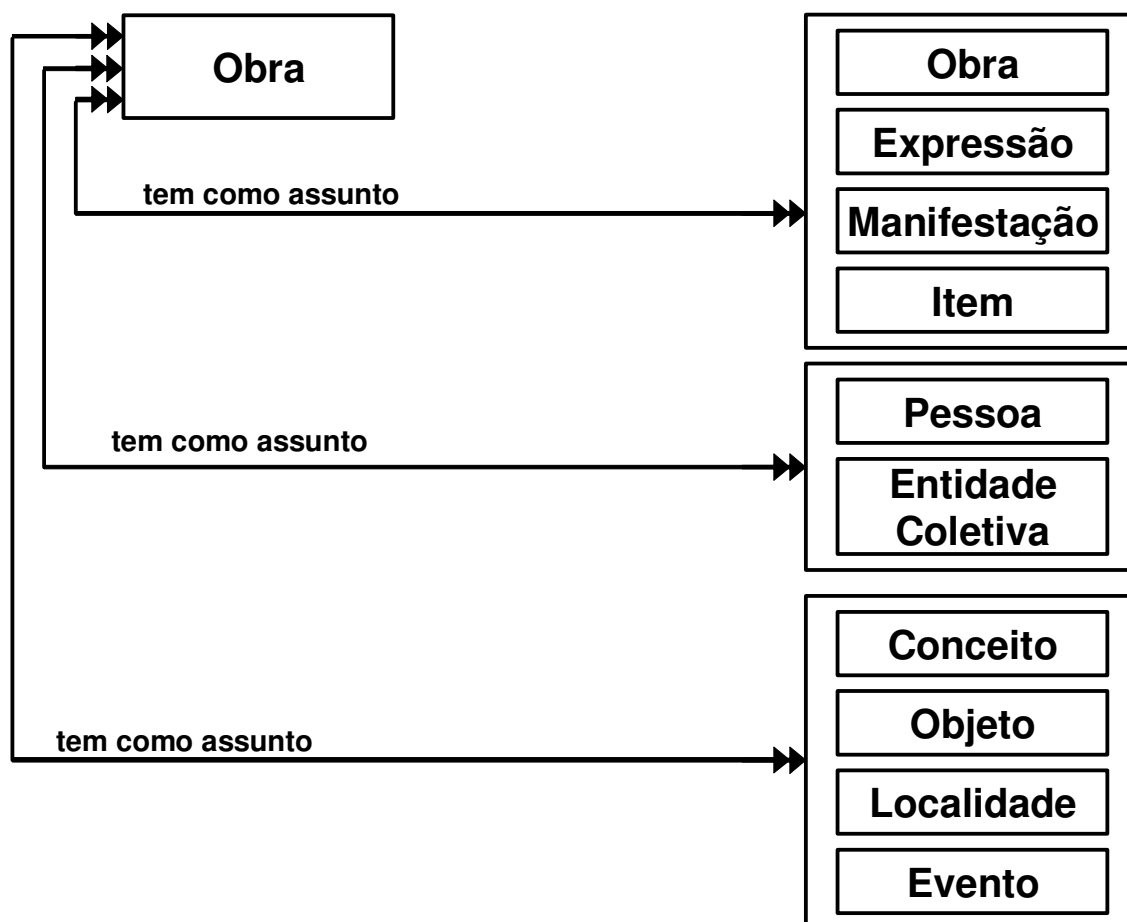 Obra
Obra
Expressão
Manifestação
Item
tem como assunto
Pessoa
Entidade
Coletiva
tem como assunto
Conceito
Objeto
Localidade
Evento
tem como assunto